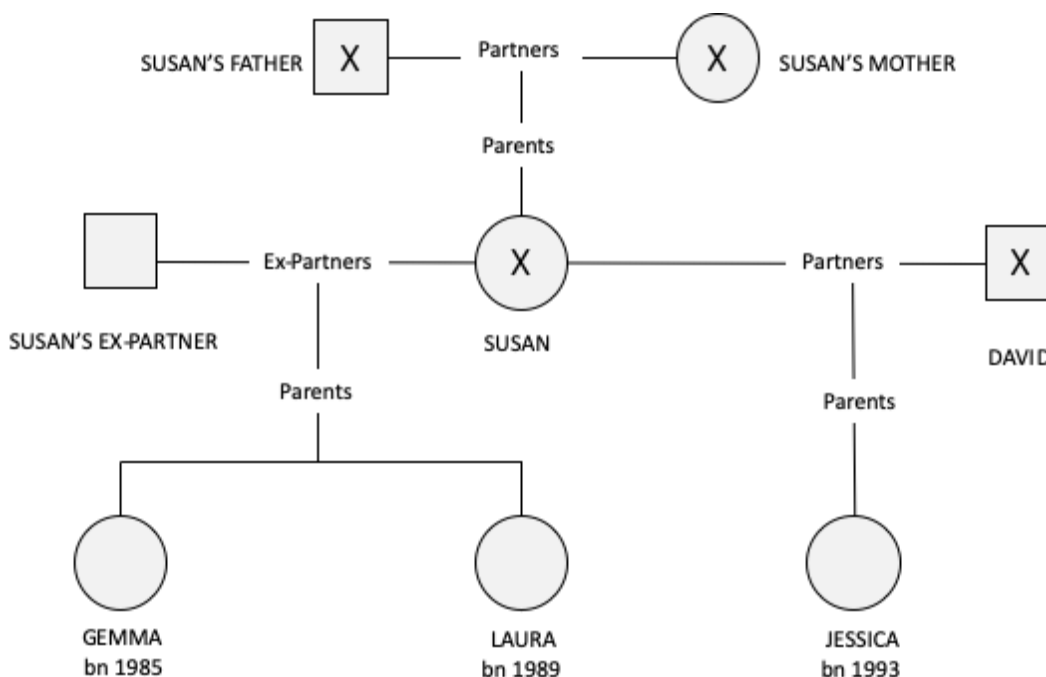 Partners
SUSAN'S FATHER X X SUSAN'S MOTHER
Parents
Ex-Partners X Partners X
SUSAN'S EX-PARTNER SUSAN DAVID
Parents Parents
GEMMA LAURA JESSICA
bn 1985 bn 1989 bn 1993